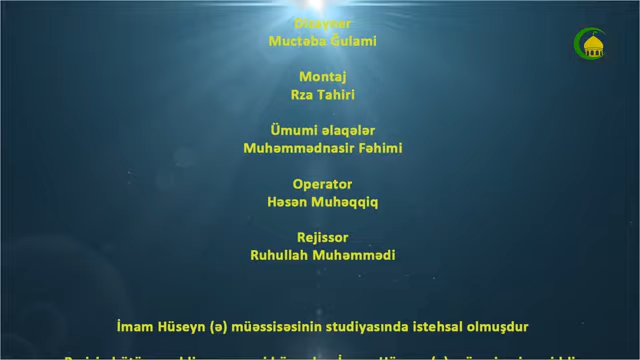 Dizayner
Muctəba Ğulami
Montaj
Rza Tahiri
Ümumi əlaqələr
Muhəmmədnasir Fəhimi
Operator
Həsən Muhəqqiq
Rejissor
Ruhullah Muhəmmədi
İmam Hüseyn (ə) müəssisəsinin studiyasında istehsal olmuşdur